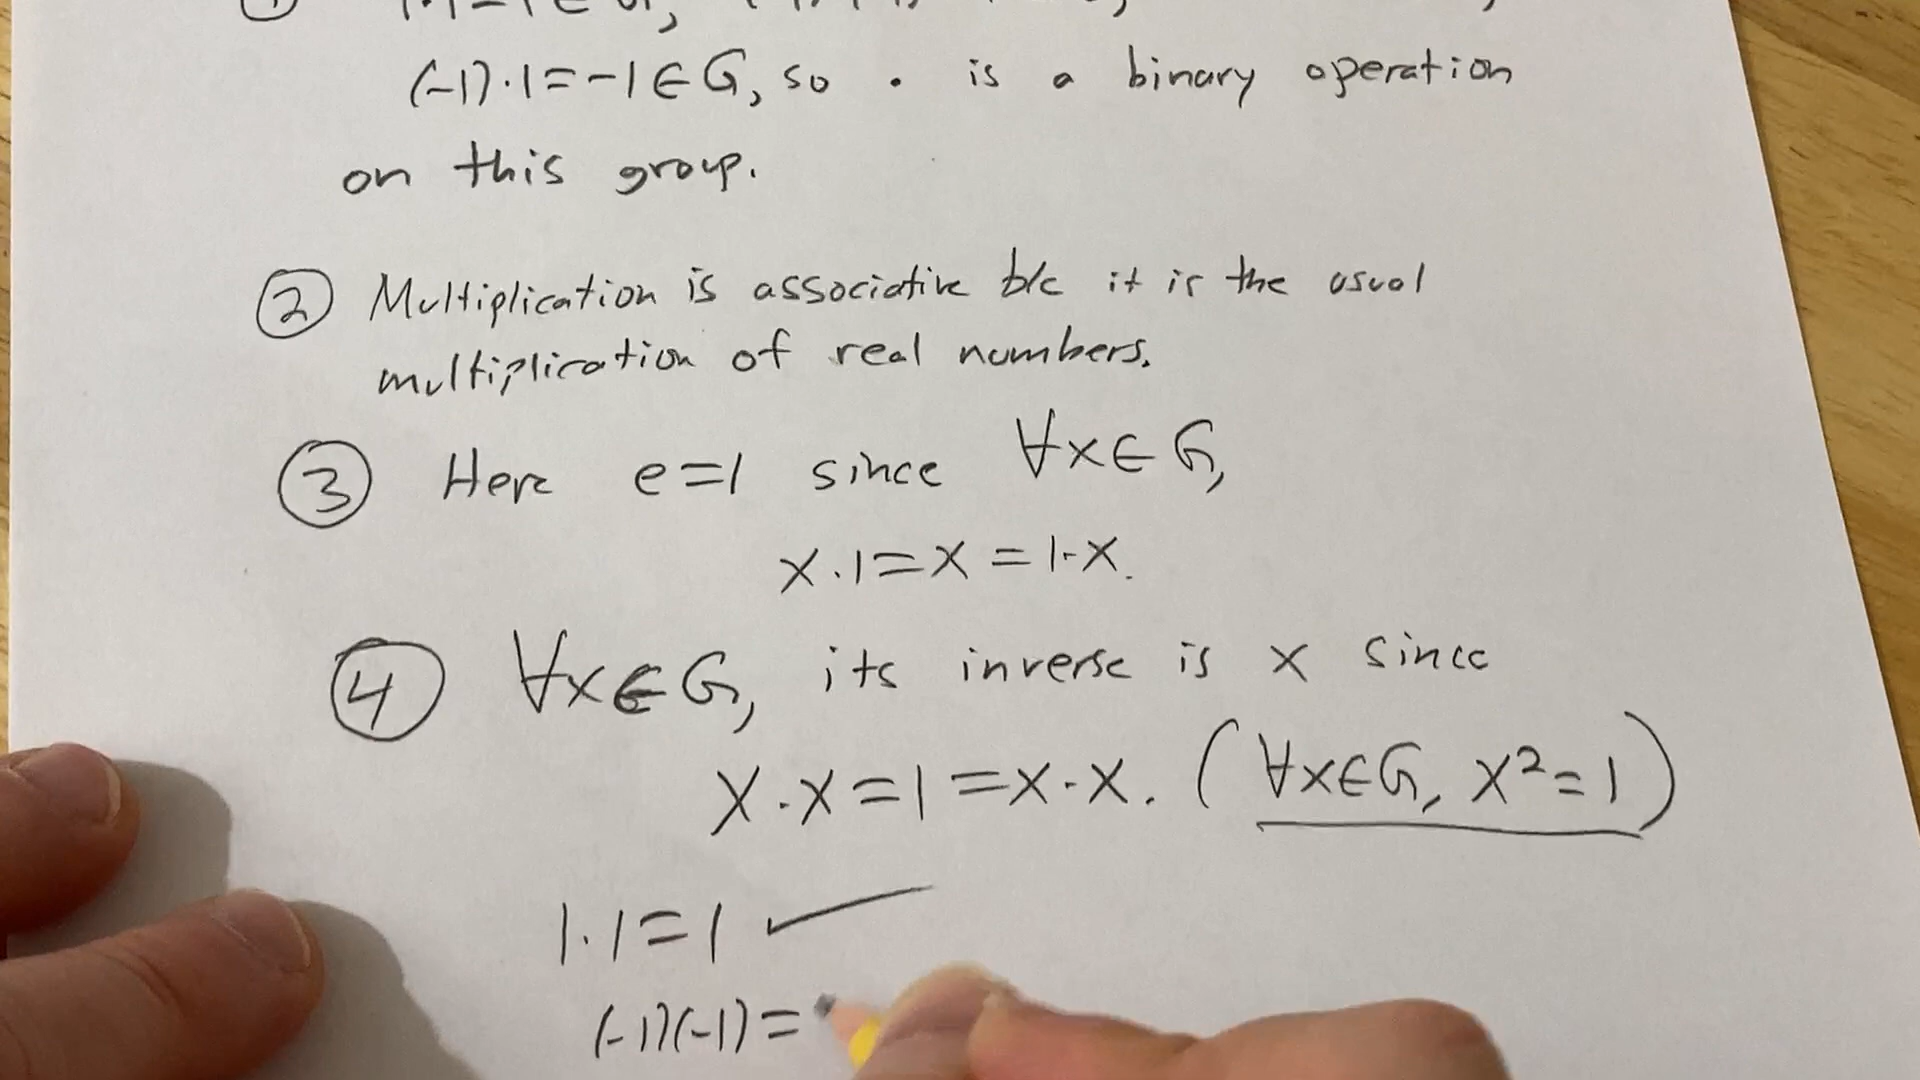 (-1)·1=-1∈G, so · is a binary operation
on this group.
② Multiplication is associative b/c it is the usual
multiplication of real numbers.
③ Here e=1 since ∀x∈G,
x·1=x=1·x.
④ ∀x∈G, its inverse is x since
x·x=1=x·x. (∀x∈G, x²=1)
1·1=1 ✓
(-1)(-1)=